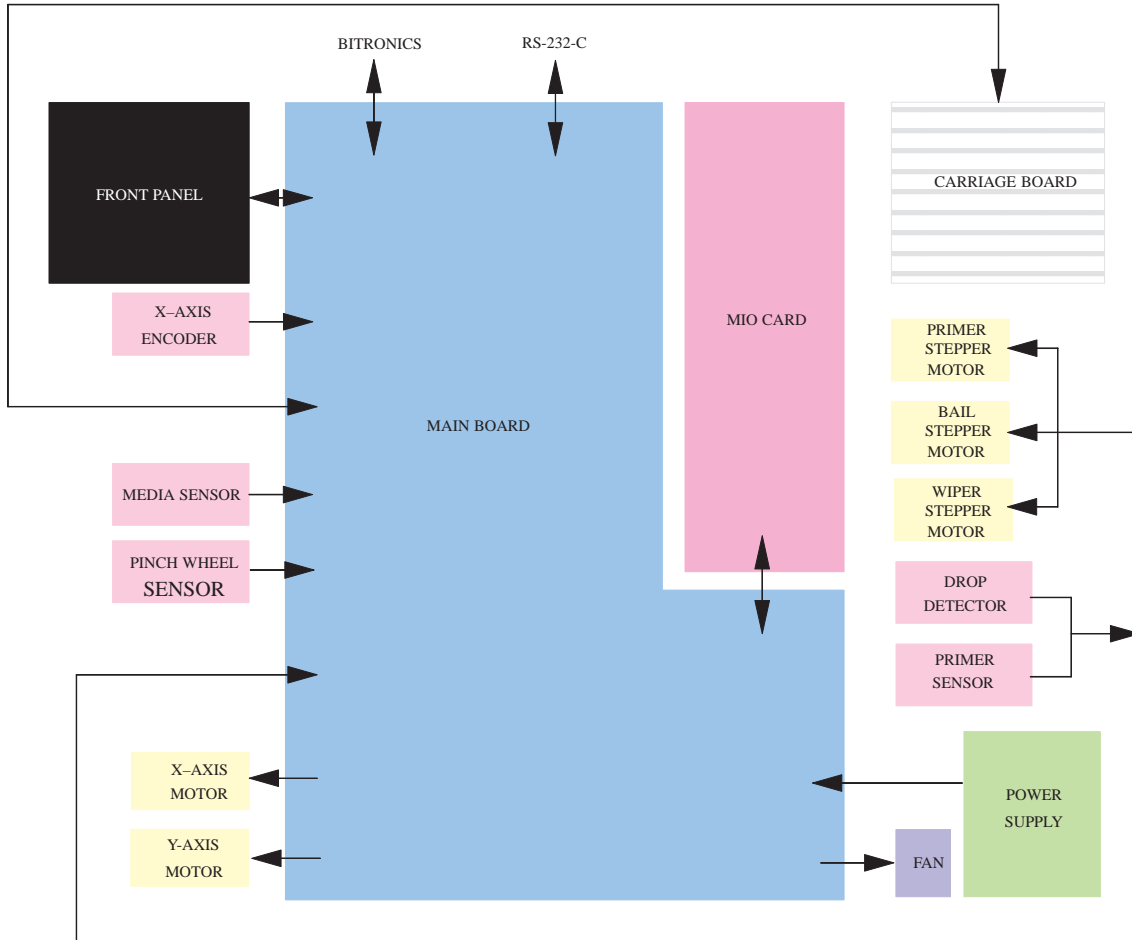 BITRONICS
RS-232-C
FRONT PANEL
CARRIAGE BOARD
X–AXIS
ENCODER
MIO CARD
PRIMER
STEPPER
MOTOR
MAIN BOARD
BAIL
STEPPER
MOTOR
MEDIA SENSOR
WIPER
STEPPER
MOTOR
PINCH WHEEL
SENSOR
DROP
DETECTOR
PRIMER
SENSOR
X–AXIS
MOTOR
POWER
SUPPLY
Y-AXIS
MOTOR
FAN